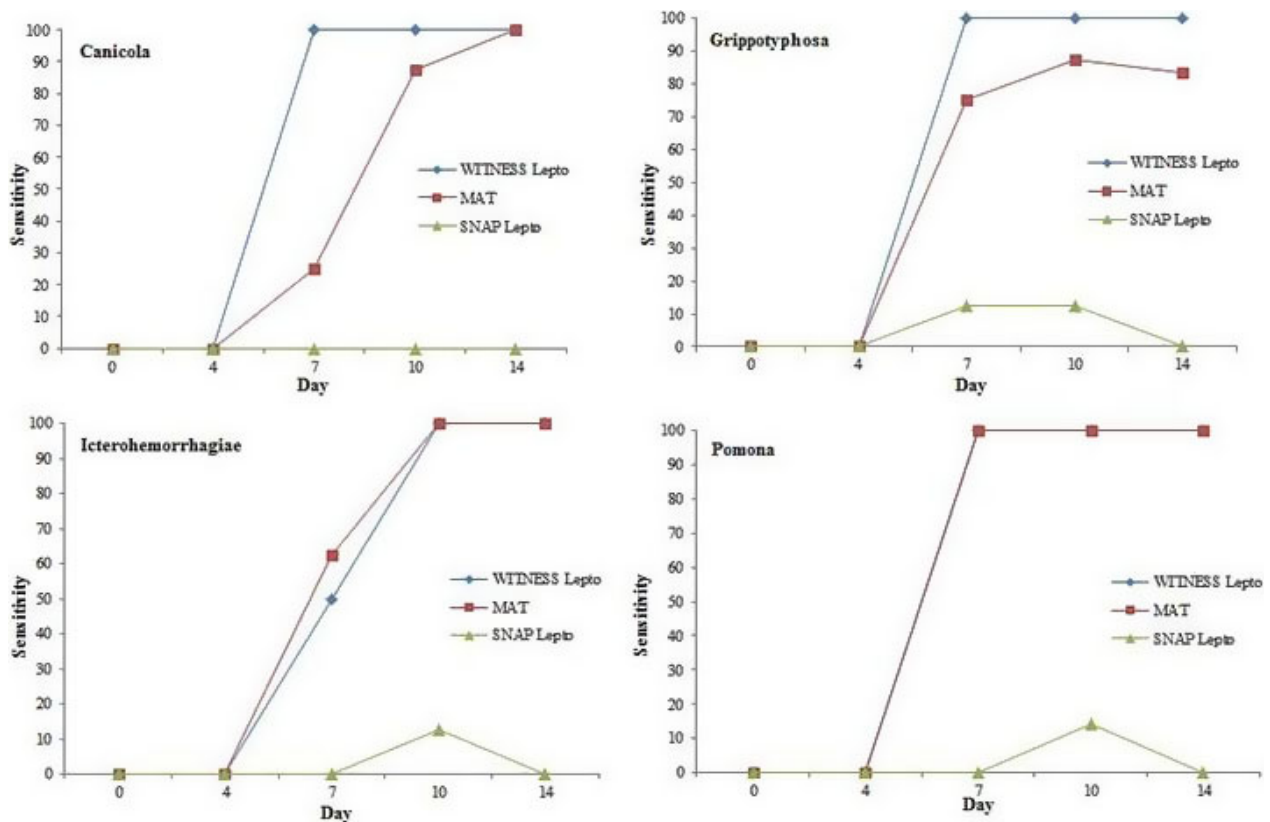 Canicola
100
90
80
70
60
50
40
30
20
10
0
Sensitivity
WITNESS Lepto
MAT
SNAP Lepto
0 4 7 10 14
Day
Grippotyphosa
100
90
80
70
60
50
40
30
20
10
0
Sensitivity
WITNESS Lepto
MAT
SNAP Lepto
0 4 7 10 14
Day
Icterohemorrhagiae
100
90
80
70
60
50
40
30
20
10
0
Sensitivity
WITNESS Lepto
MAT
SNAP Lepto
0 4 7 10 14
Day
Pomona
100
90
80
70
60
50
40
30
20
10
0
Sensitivity
WITNESS Lepto
MAT
SNAP Lepto
0 4 7 10 14
Day